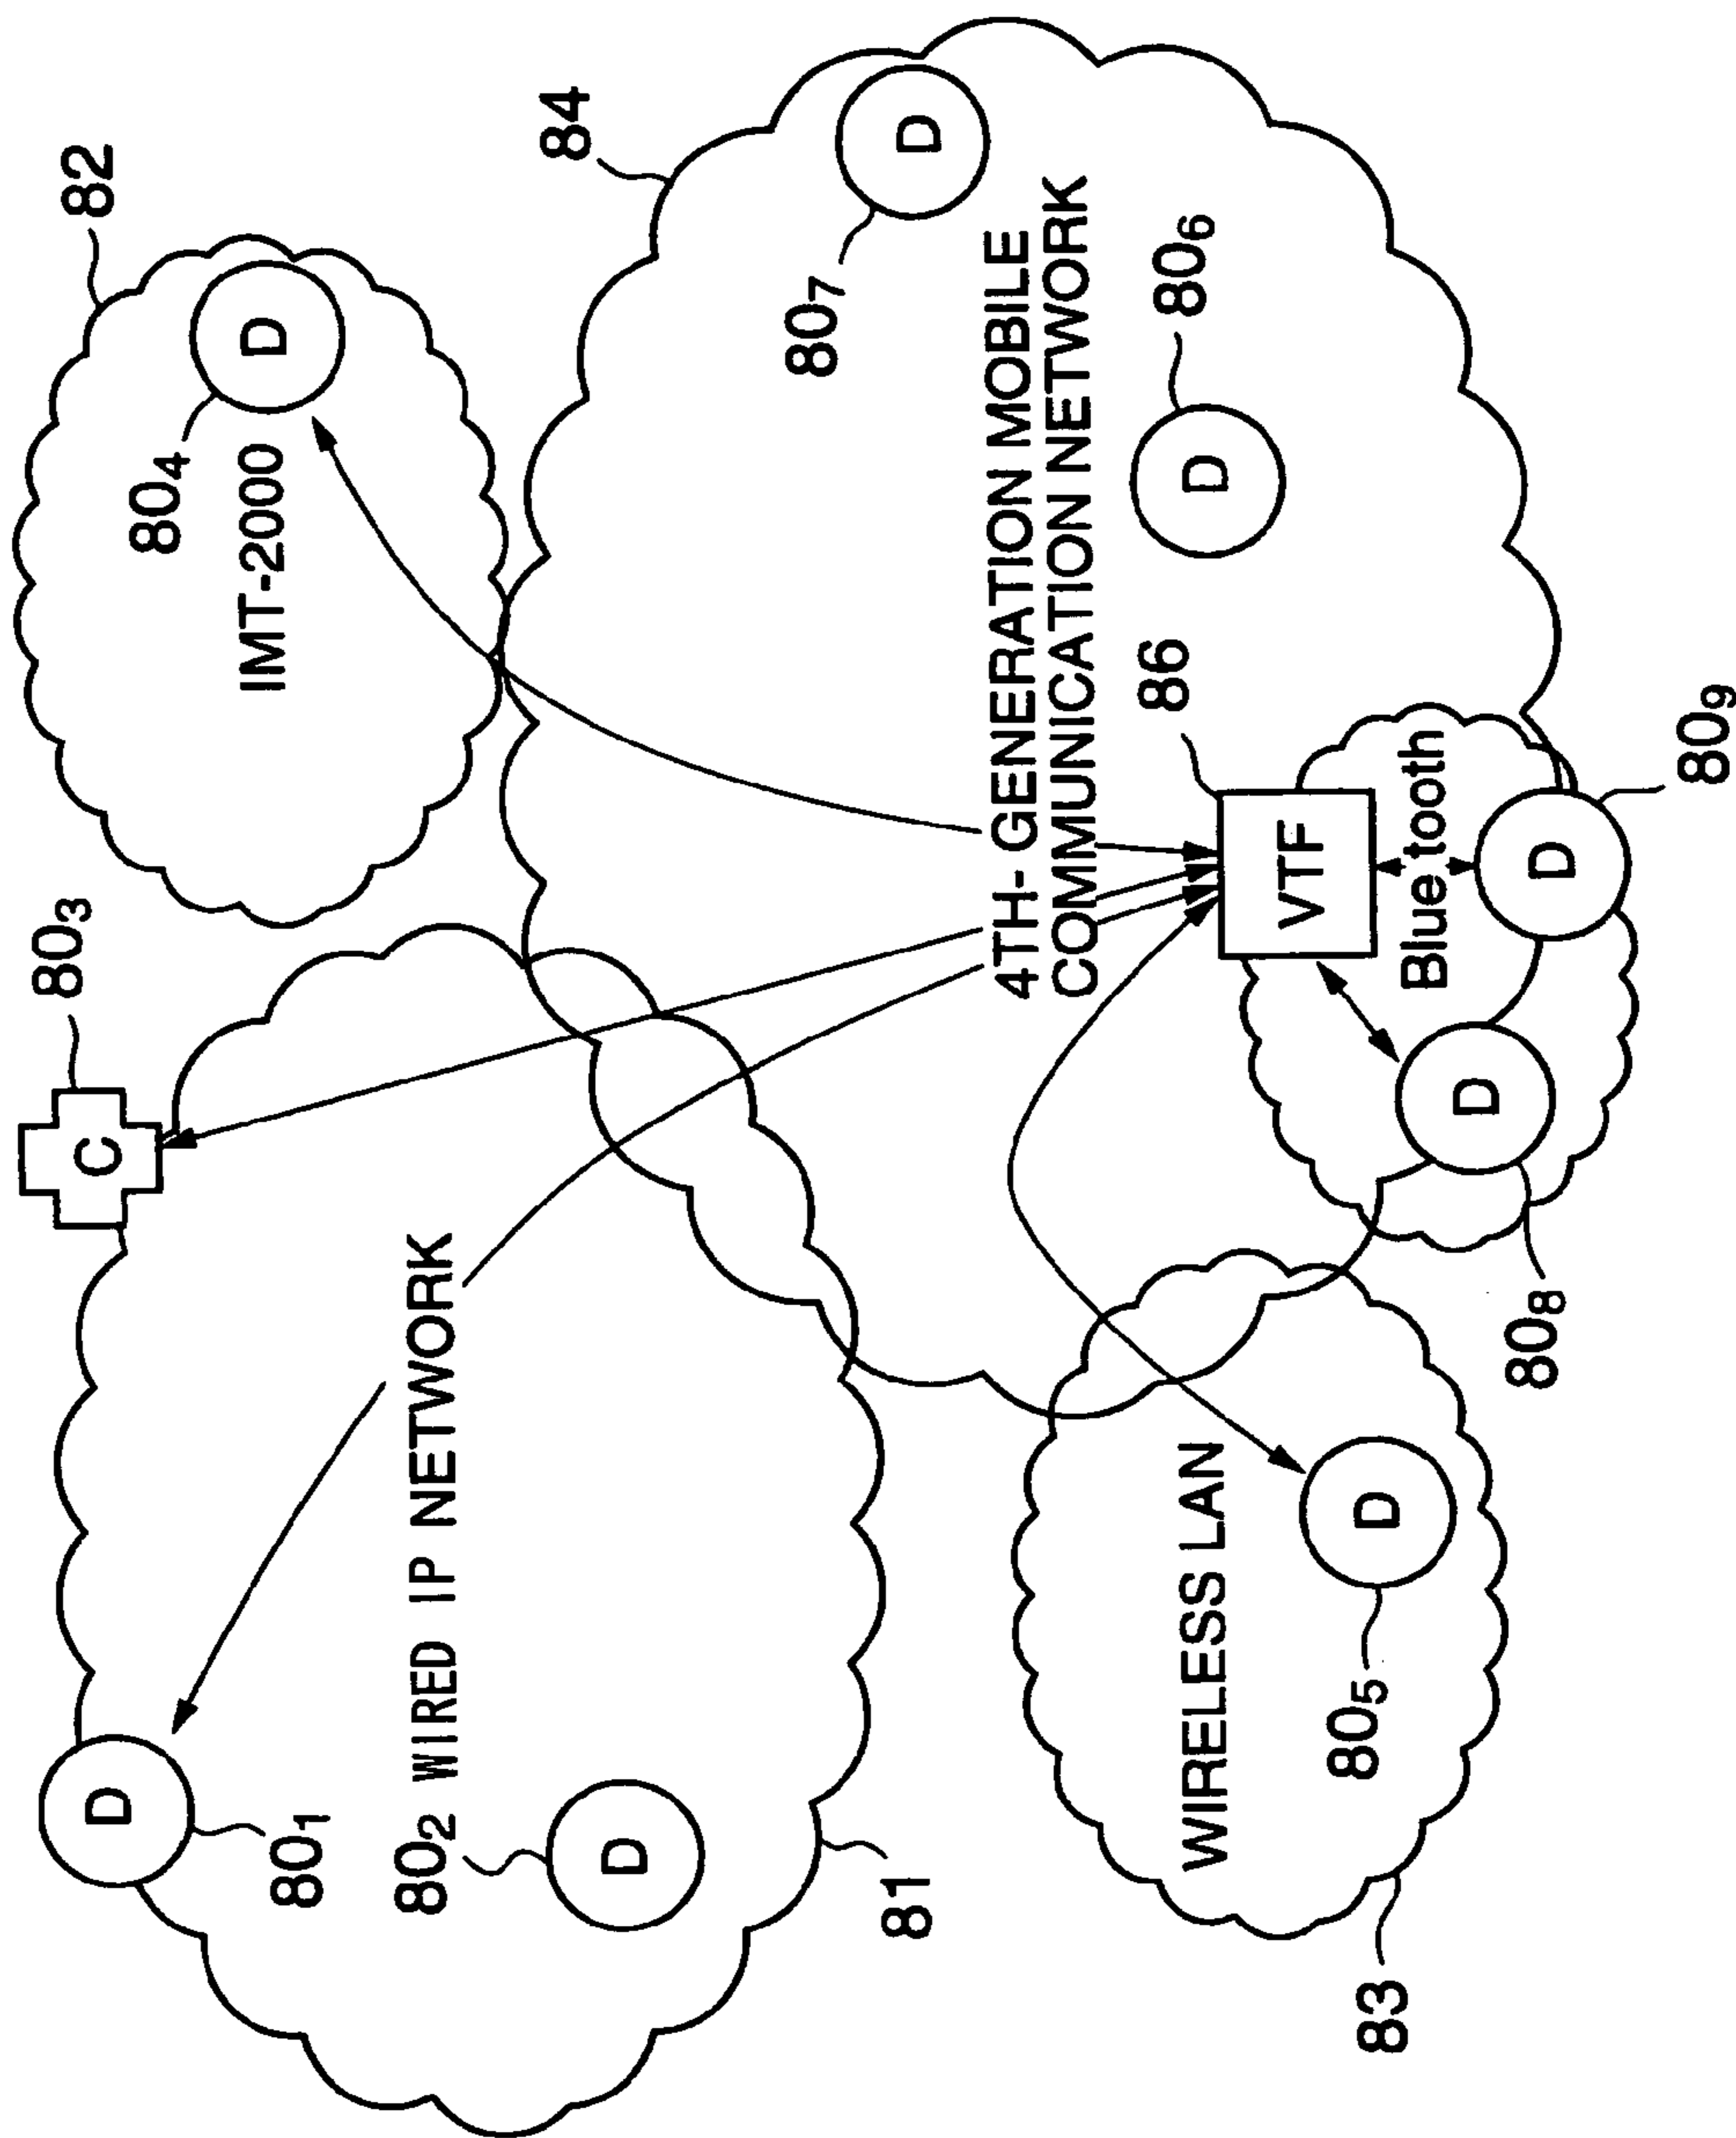 80₁
D
80₂
D
WIRED IP NETWORK
81
80₃
C
82
80₄
D
IMT-2000
84
80₇
D
4TH- GENERATION MOBILE
COMMUNICATION NETWORK
80₆
D
86
VTF
Blue tooth
D
80₉
D
80₈
WIRELESS LAN
80₅
D
83